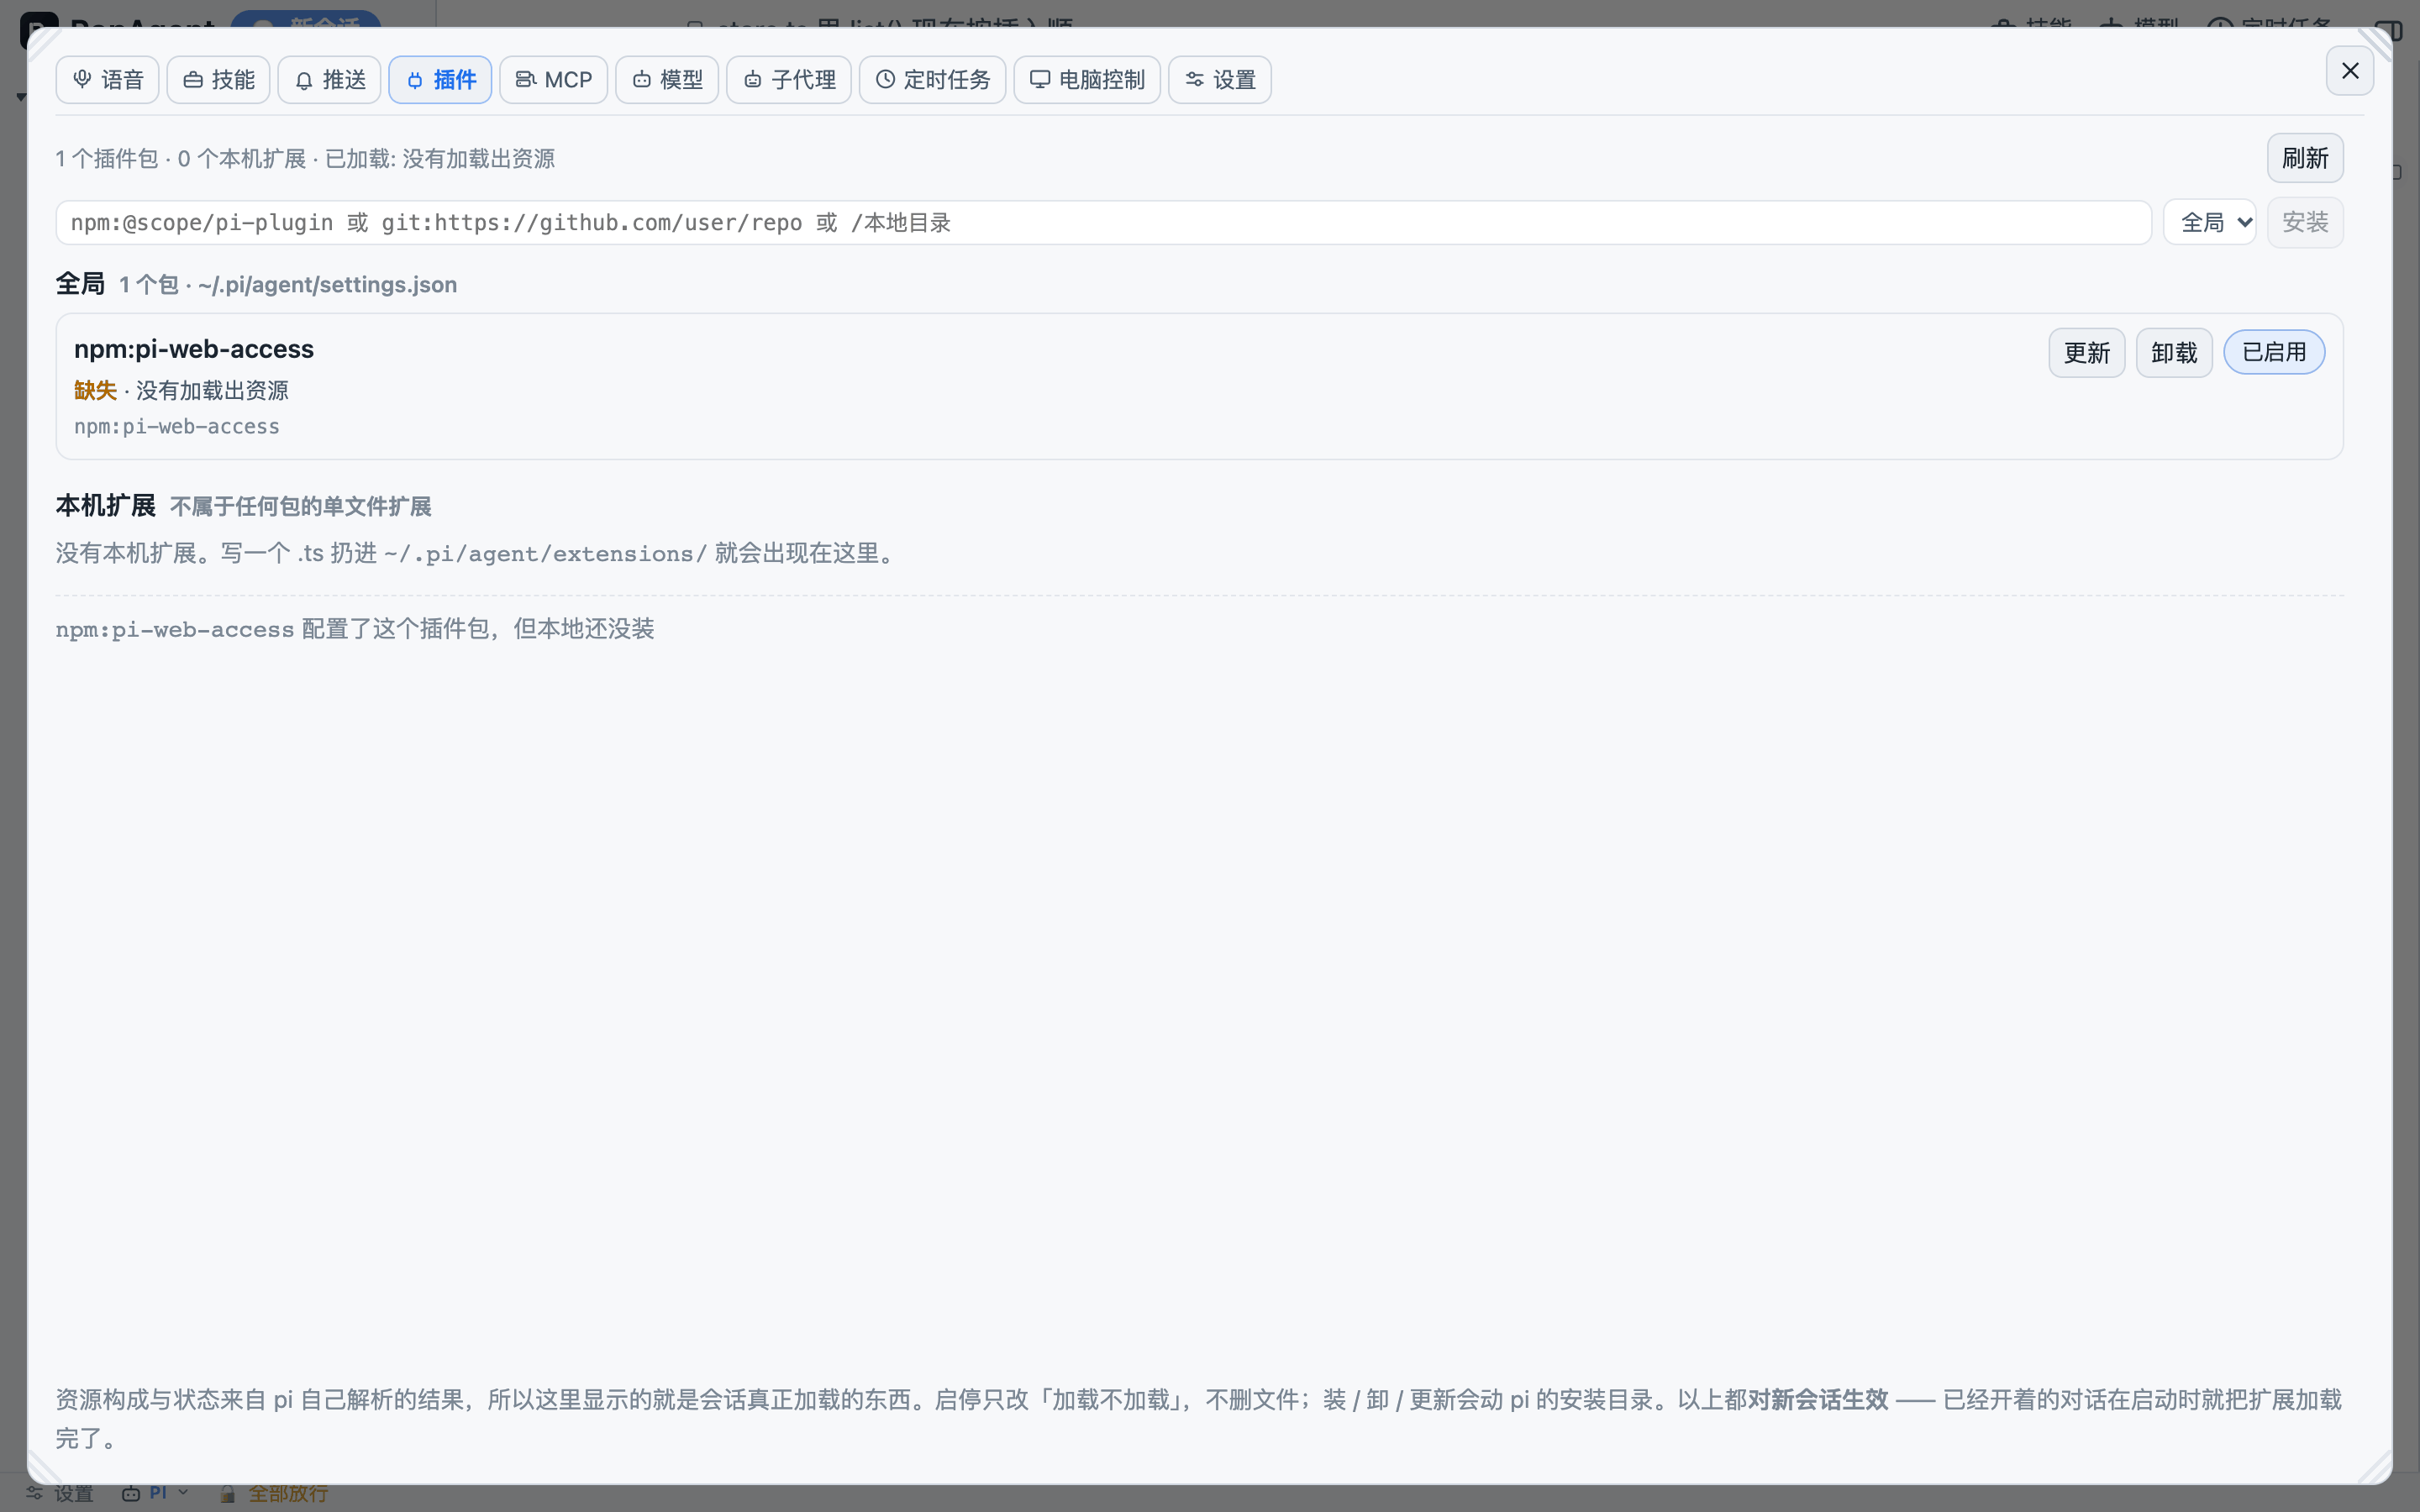 语音 技能 推送 插件 MCP 模型 子代理 定时任务 电脑控制 设置
1 个插件包 · 0 个本机扩展 · 已加载: 没有加载出资源
刷新
npm:@scope/pi-plugin 或 git:https://github.com/user/repo 或 /本地目录
全局
安装
全局 1 个包 · ~/.pi/agent/settings.json
npm:pi-web-access
更新 卸载 已启用
缺失 · 没有加载出资源
npm:pi-web-access
本机扩展 不属于任何包的单文件扩展
没有本机扩展。写一个 .ts 扔进 ~/.pi/agent/extensions/ 就会出现在这里。
npm:pi-web-access 配置了这个插件包，但本地还没装
资源构成与状态来自 pi 自己解析的结果，所以这里显示的就是会话真正加载的东西。启停只改「加载不加载」，不删文件；装 / 卸 / 更新会动 pi 的安装目录。以上都对新会话生效 —— 已经开着的对话在启动时就把扩展加载
完了。
设置 PI 全部放行